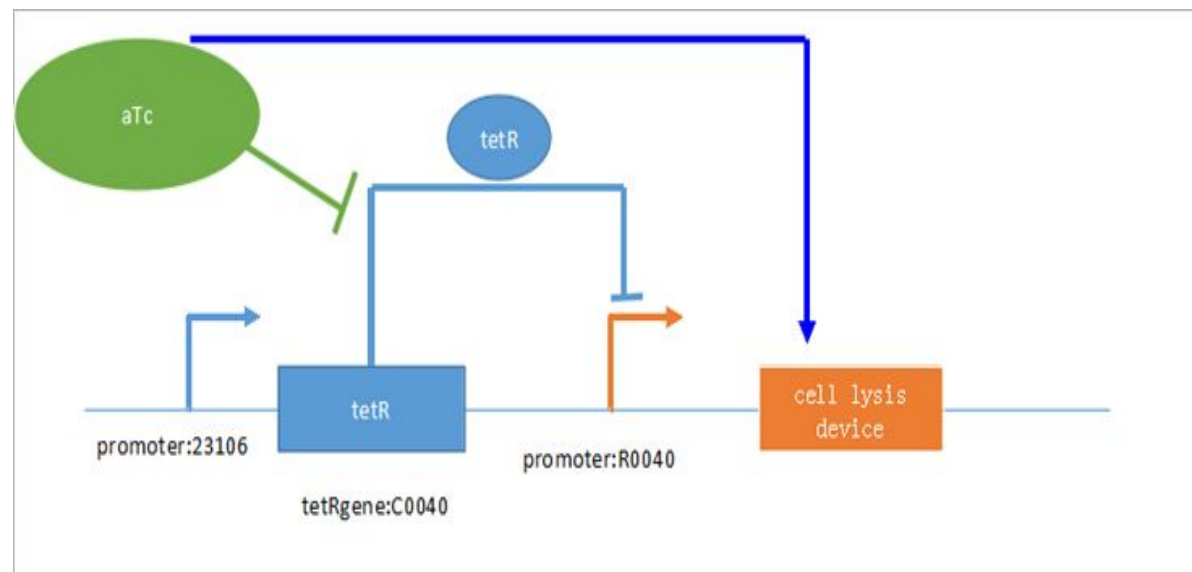 aTc
tetR
tetR
cell lysis
device
promoter:23106
promoter:R0040
tetRgene:C0040